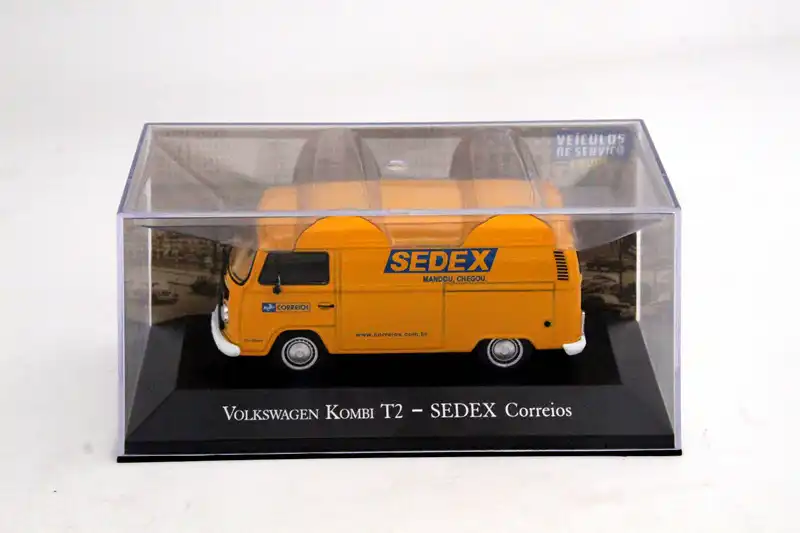 VEÍCULOS
DE SERVIÇO
SEDEX
MANDOU, CHEGOU.
CORREIOS
www.correios.com.br
VOLKSWAGEN KOMBI T2 – SEDEX Correios